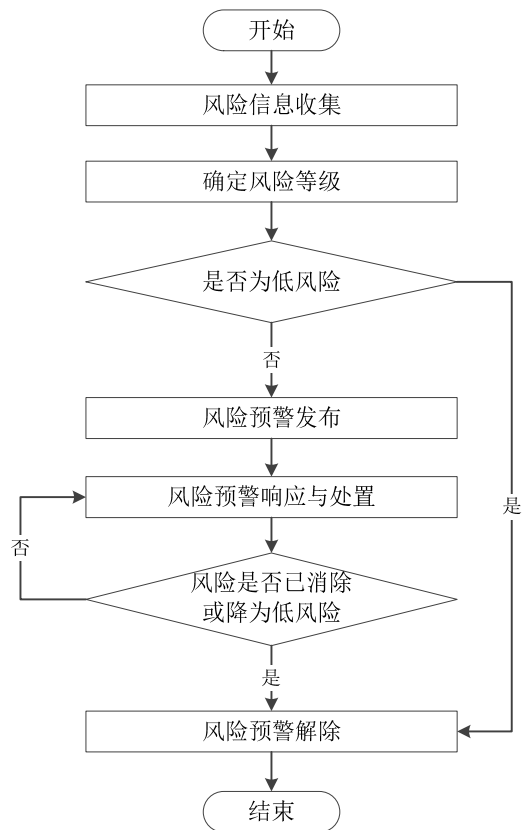 开始
风险信息收集
确定风险等级
是否为低风险
否
风险预警发布
风险预警响应与处置
是
否
风险是否已消除
或降为低风险
是
风险预警解除
结束